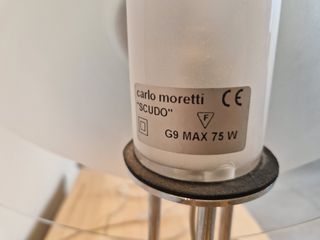 carlo moretti CE
"SCUDO" F
G9 MAX 75 W